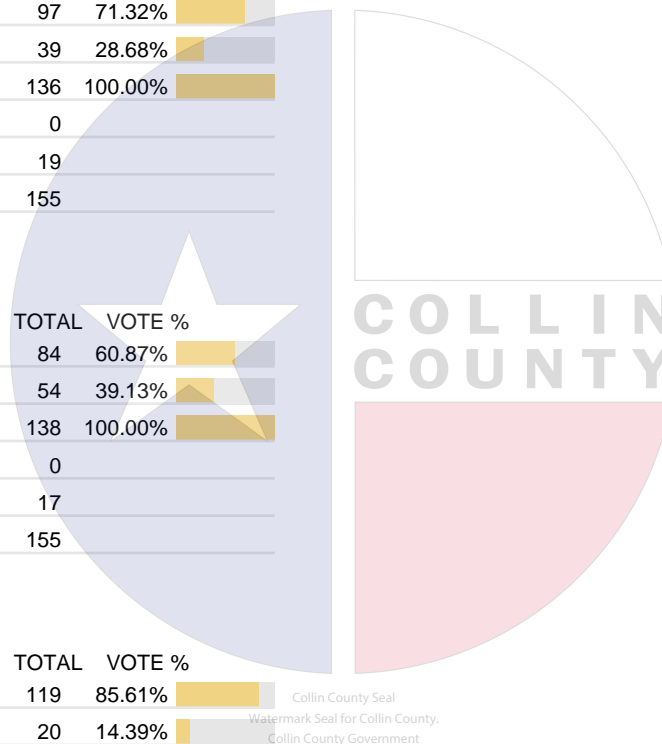 97 71.32%
39 28.68%
136 100.00%
0
19
155
TOTAL VOTE %
84 60.87%
54 39.13%
138 100.00%
0
17
155
COLLIN
COUNTY
TOTAL VOTE %
119 85.61%
20 14.39%
Collin County Seal
Watermark Seal for Collin County.
Collin County Government